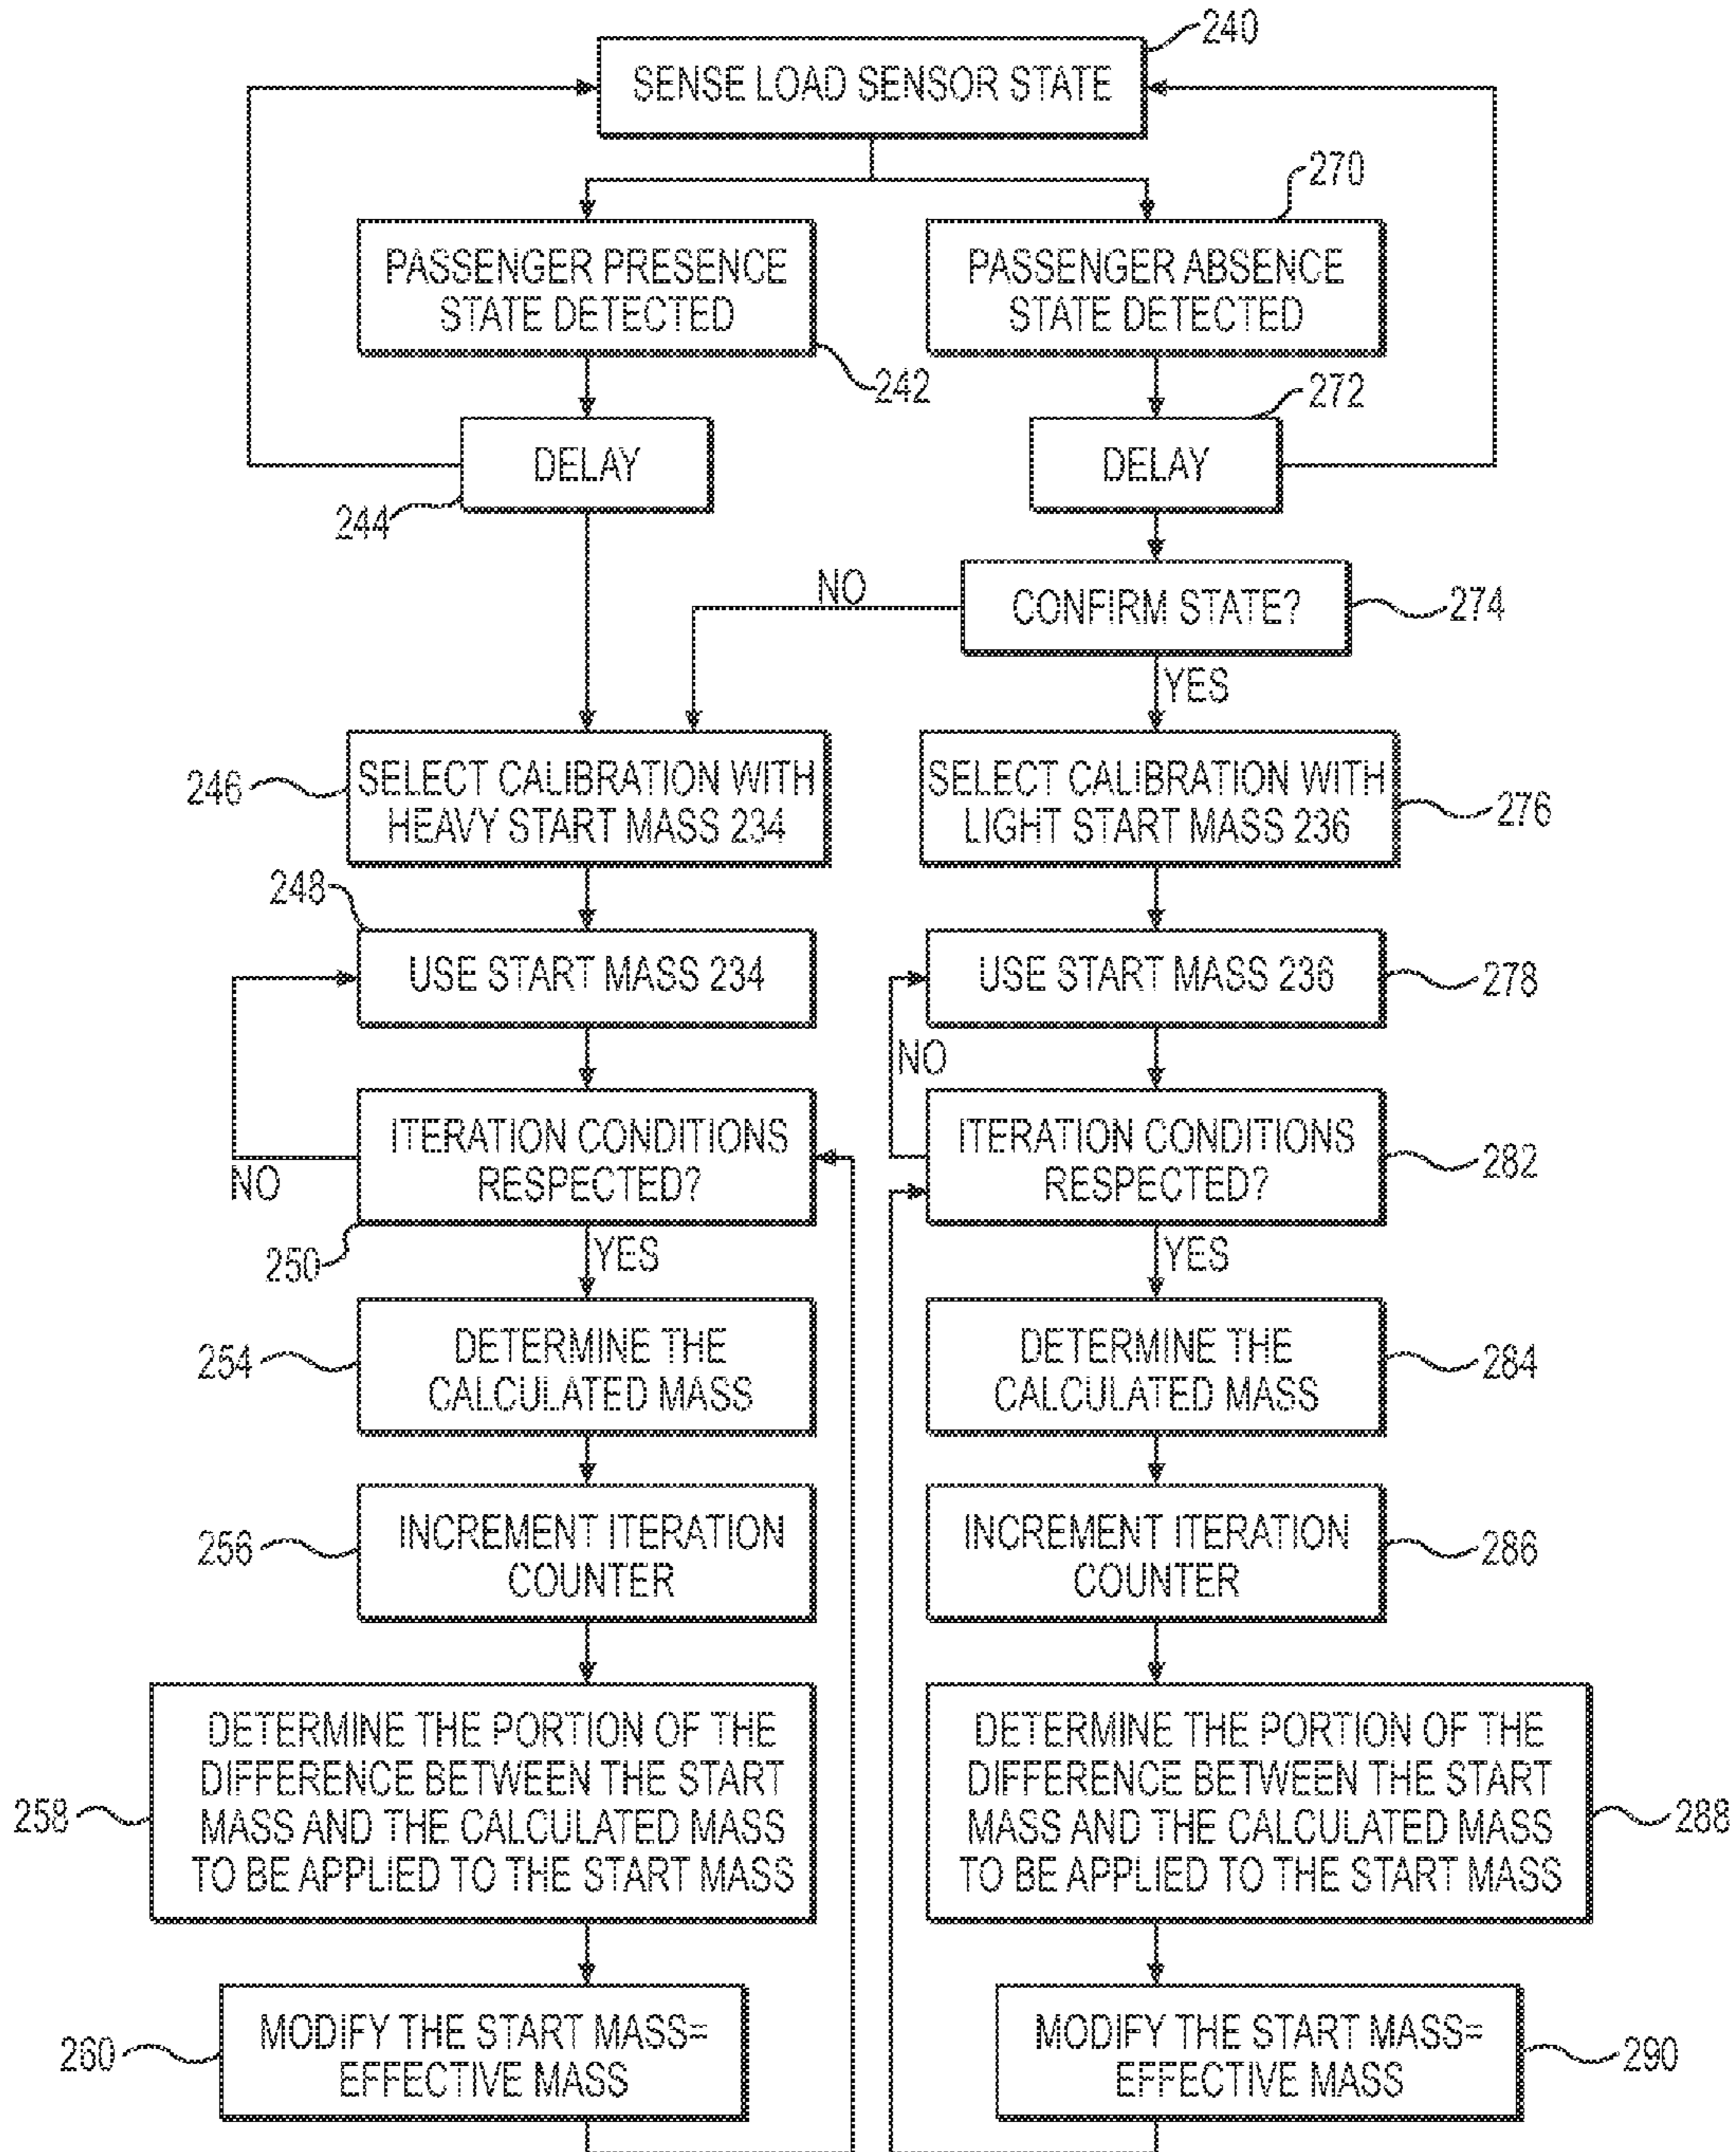 240
SENSE LOAD SENSOR STATE
270
PASSENGER PRESENCE
STATE DETECTED
242
PASSENGER ABSENCE
STATE DETECTED
272
DELAY
244
DELAY
NO
CONFIRM STATE?
274
YES
246
SELECT CALIBRATION WITH
HEAVY START MASS 234
SELECT CALIBRATION WITH
LIGHT START MASS 236
276
248
USE START MASS 234
USE START MASS 236
278
NO
ITERATION CONDITIONS
RESPECTED?
NO
250
YES
ITERATION CONDITIONS
RESPECTED?
282
YES
254
DETERMINE THE
CALCULATED MASS
DETERMINE THE
CALCULATED MASS
284
256
INCREMENT ITERATION
COUNTER
INCREMENT ITERATION
COUNTER
286
258
DETERMINE THE PORTION OF THE
DIFFERENCE BETWEEN THE START
MASS AND THE CALCULATED MASS
TO BE APPLIED TO THE START MASS
DETERMINE THE PORTION OF THE
DIFFERENCE BETWEEN THE START
MASS AND THE CALCULATED MASS
TO BE APPLIED TO THE START MASS
288
260
MODIFY THE START MASS=
EFFECTIVE MASS
MODIFY THE START MASS=
EFFECTIVE MASS
290